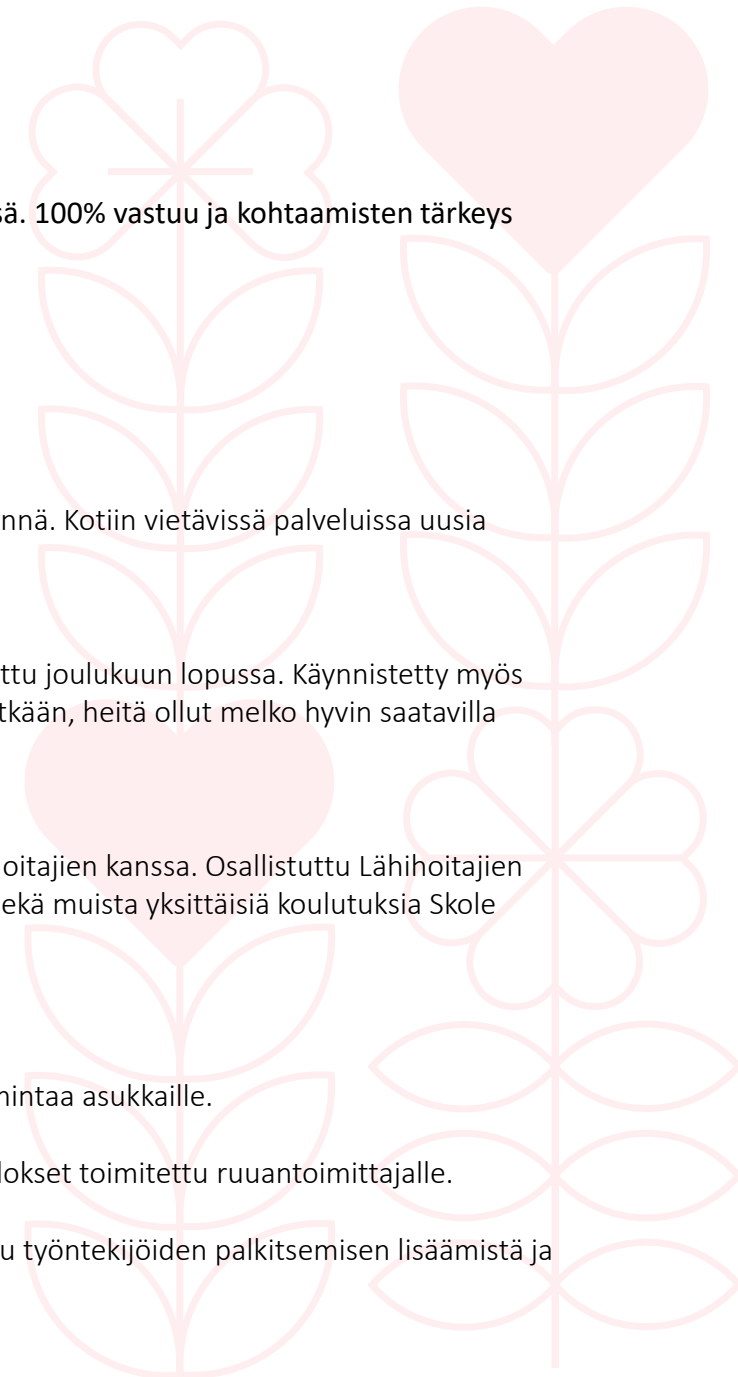 sä. 100% vastuu ja kohtaamisten tärkeys
nnä. Kotiin vietävissä palveluissa uusia
ttu joulukuun lopussa. Käynnistetty myös
tkään, heitä ollut melko hyvin saatavilla
oitajien kanssa. Osallistuttu Lähihoitajien
ekä muista yksittäisiä koulutuksia Skole
mintaa asukkaille.
lokset toimitettu ruuantoimittajalle.
u työntekijöiden palkitsemisen lisäämistä ja